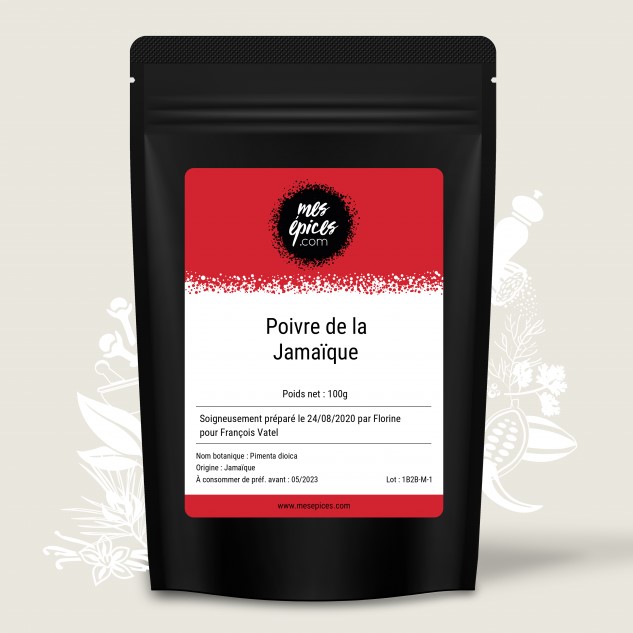 mes
épices
.com
Poivre de la
Jamaïque
Poids net : 100g
Soigneusement préparé le 24/08/2020 par Florine
pour François Vatel
Nom botanique : Pimenta dioica
Origine : Jamaïque
À consommer de préf. avant : 05/2023
Lot : 1B2B-M-1
www.mesepices.com